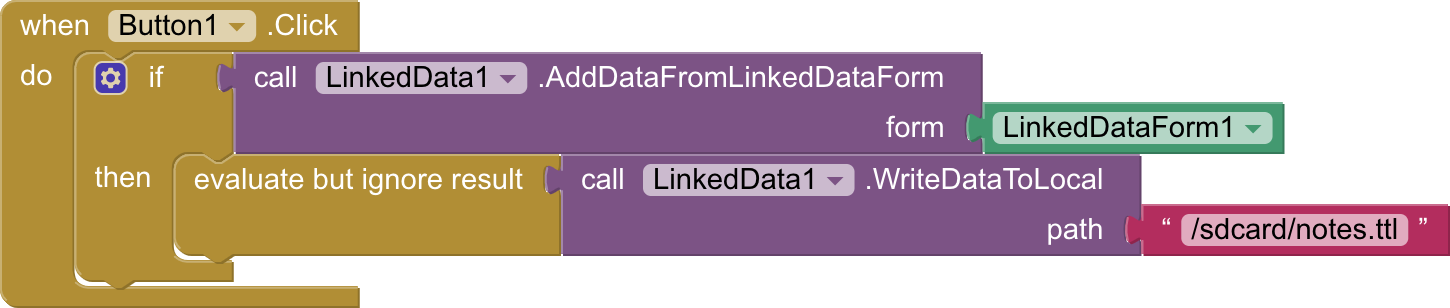 when Button1 .Click
do if call LinkedData1 .AddDataFromLinkedDataForm
form LinkedDataForm1
then evaluate but ignore result call LinkedData1 .WriteDataToLocal
path “ /sdcard/notes.ttl ”